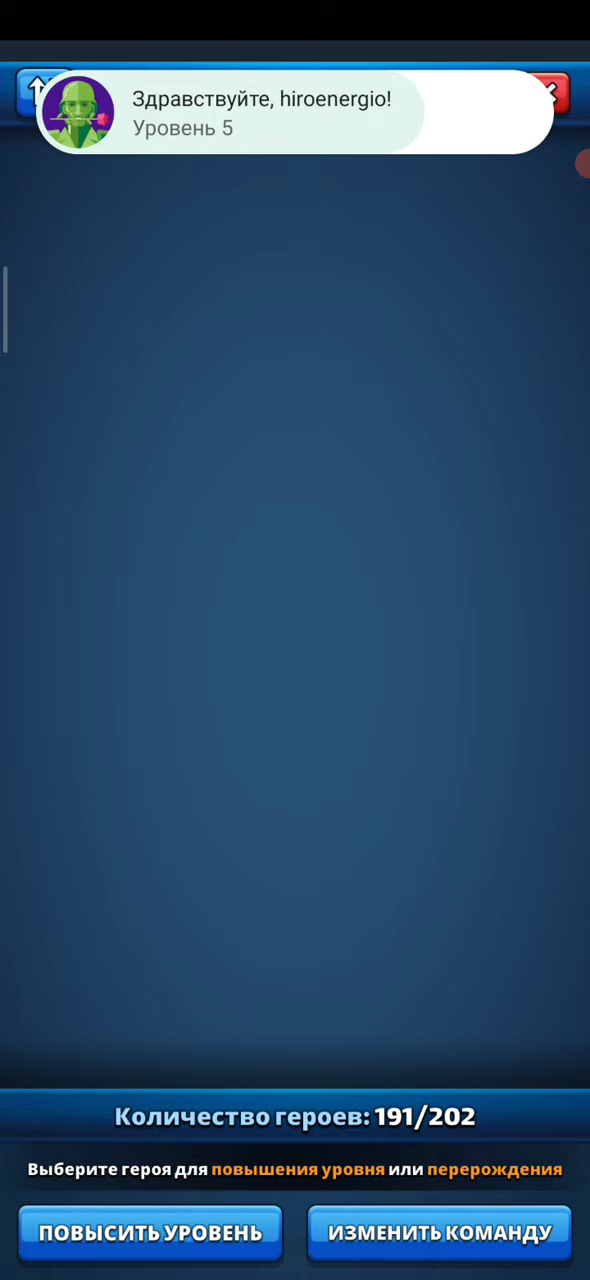 Здравствуйте, hiroenergio!
Уровень 5
Количество героев: 191/202
Выберите героя для повышения уровня или перерождения
ПОВЫСИТЬ УРОВЕНЬ
ИЗМЕНИТЬ КОМАНДУ